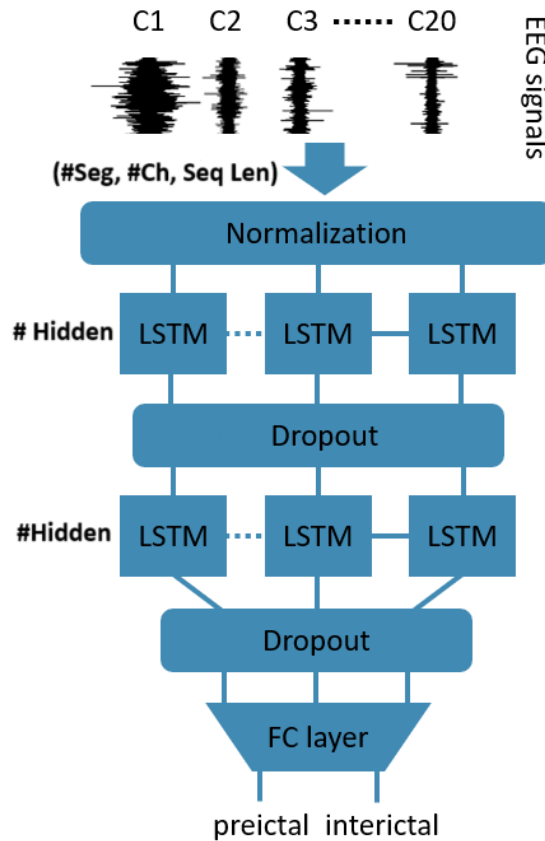 C1 C2 C3 ...... C20
EEG signals
(#Seg, #Ch, Seq Len)
Normalization
# Hidden LSTM LSTM LSTM
Dropout
#Hidden LSTM LSTM LSTM
Dropout
FC layer
preictal interictal